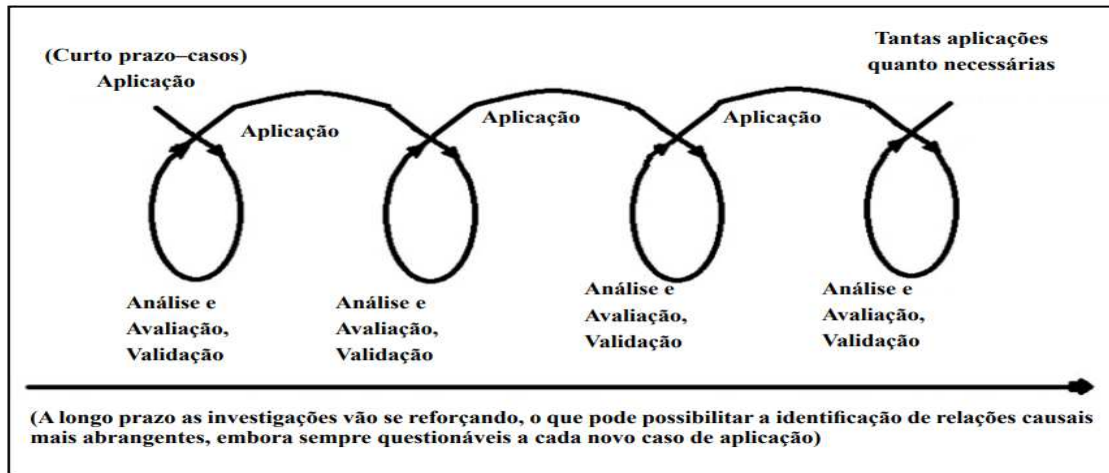 (Curto prazo–casos)
Aplicação
Tantas aplicações
quanto necessárias
Aplicação
Aplicação
Aplicação
Análise e
Avaliação,
Validação
Análise e
Avaliação,
Validação
Análise e
Avaliação,
Validação
Análise e
Avaliação,
Validação
(A longo prazo as investigações vão se reforçando, o que pode possibilitar a identificação de relações causais
mais abrangentes, embora sempre questionáveis a cada novo caso de aplicação)